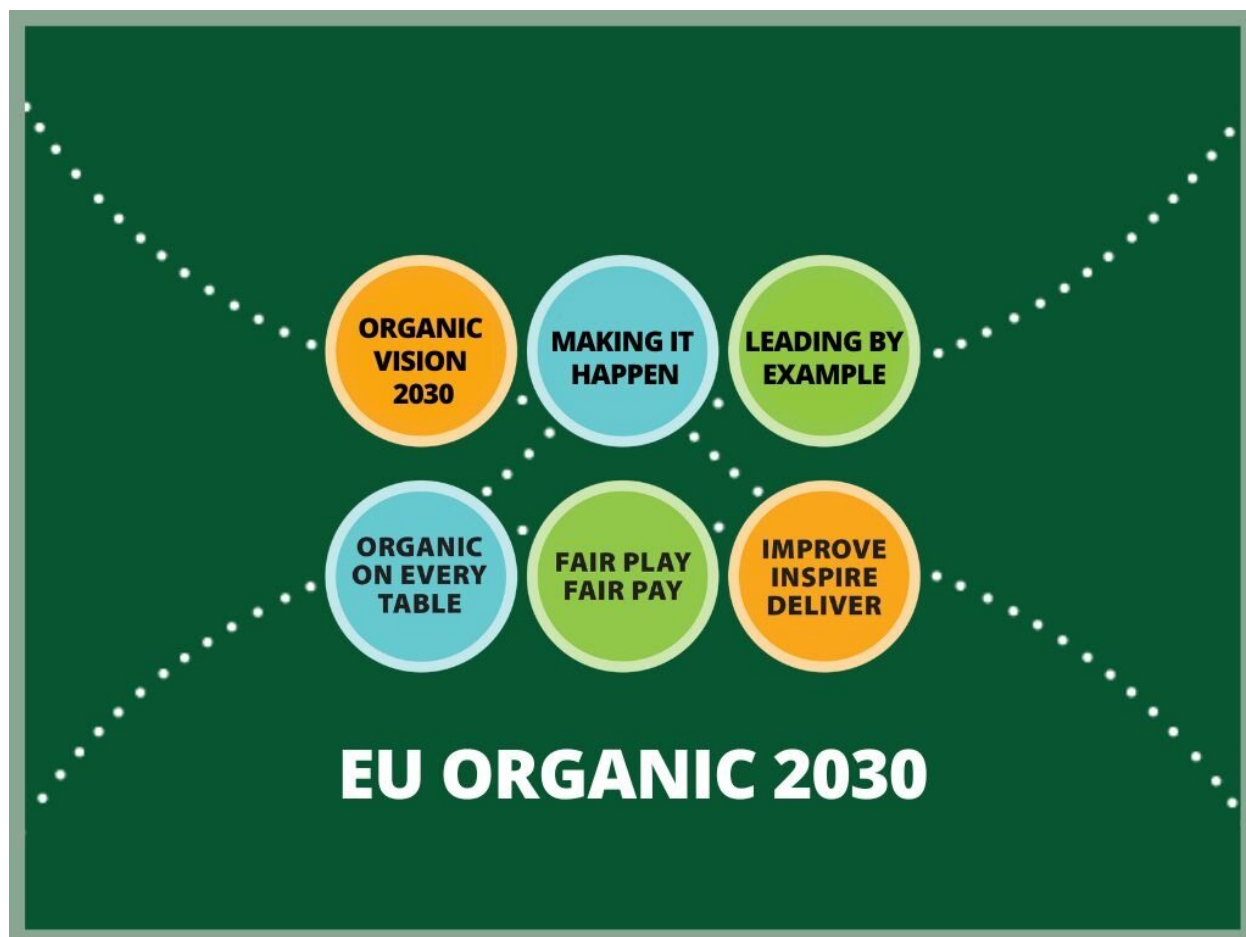 ORGANIC
VISION
2030
MAKING IT
HAPPEN
LEADING BY
EXAMPLE
ORGANIC
ON EVERY
TABLE
FAIR PLAY
FAIR PAY
IMPROVE
INSPIRE
DELIVER
EU ORGANIC 2030